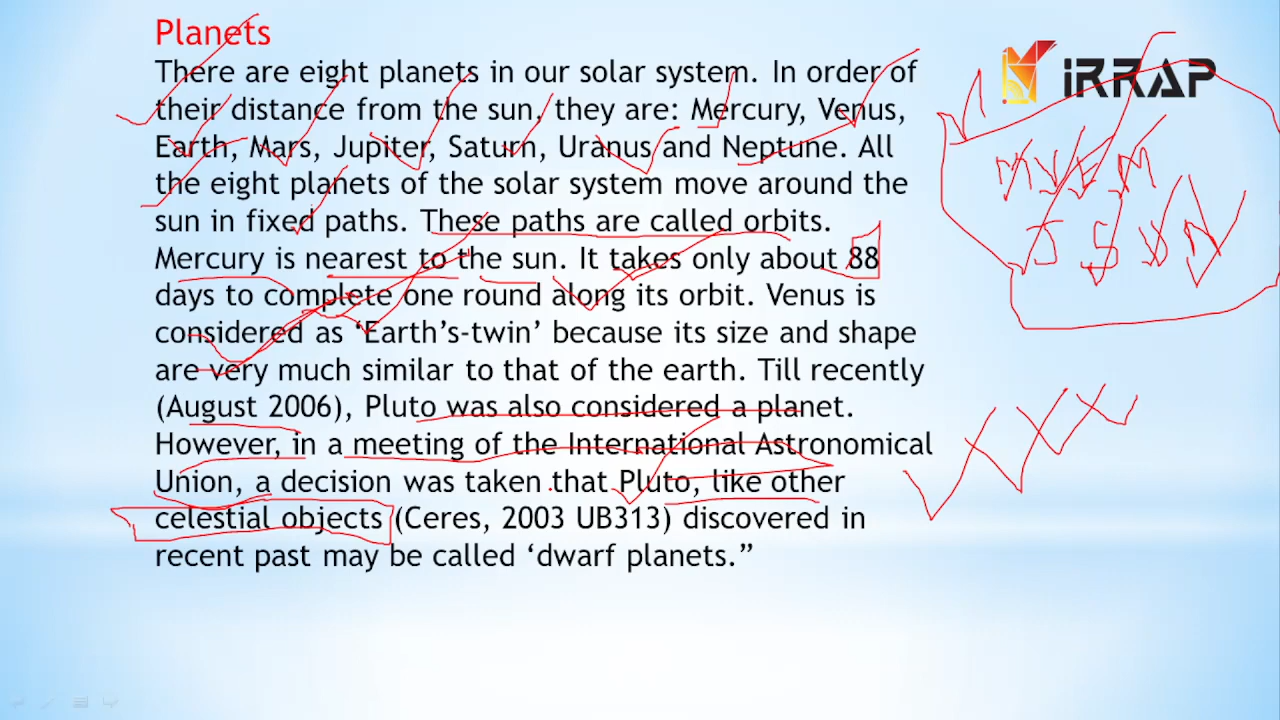 Planets
There are eight planets in our solar system. In order of
their distance from the sun, they are: Mercury, Venus,
Earth, Mars, Jupiter, Saturn, Uranus and Neptune. All
the eight planets of the solar system move around the
sun in fixed paths. These paths are called orbits.
Mercury is nearest to the sun. It takes only about 88
days to complete one round along its orbit. Venus is
considered as ‘Earth’s-twin’ because its size and shape
are very much similar to that of the earth. Till recently
(August 2006), Pluto was also considered a planet.
However, in a meeting of the International Astronomical
Union, a decision was taken that Pluto, like other
celestial objects (Ceres, 2003 UB313) discovered in
recent past may be called ‘dwarf planets.”
iRRAP
M V E M
J S U N